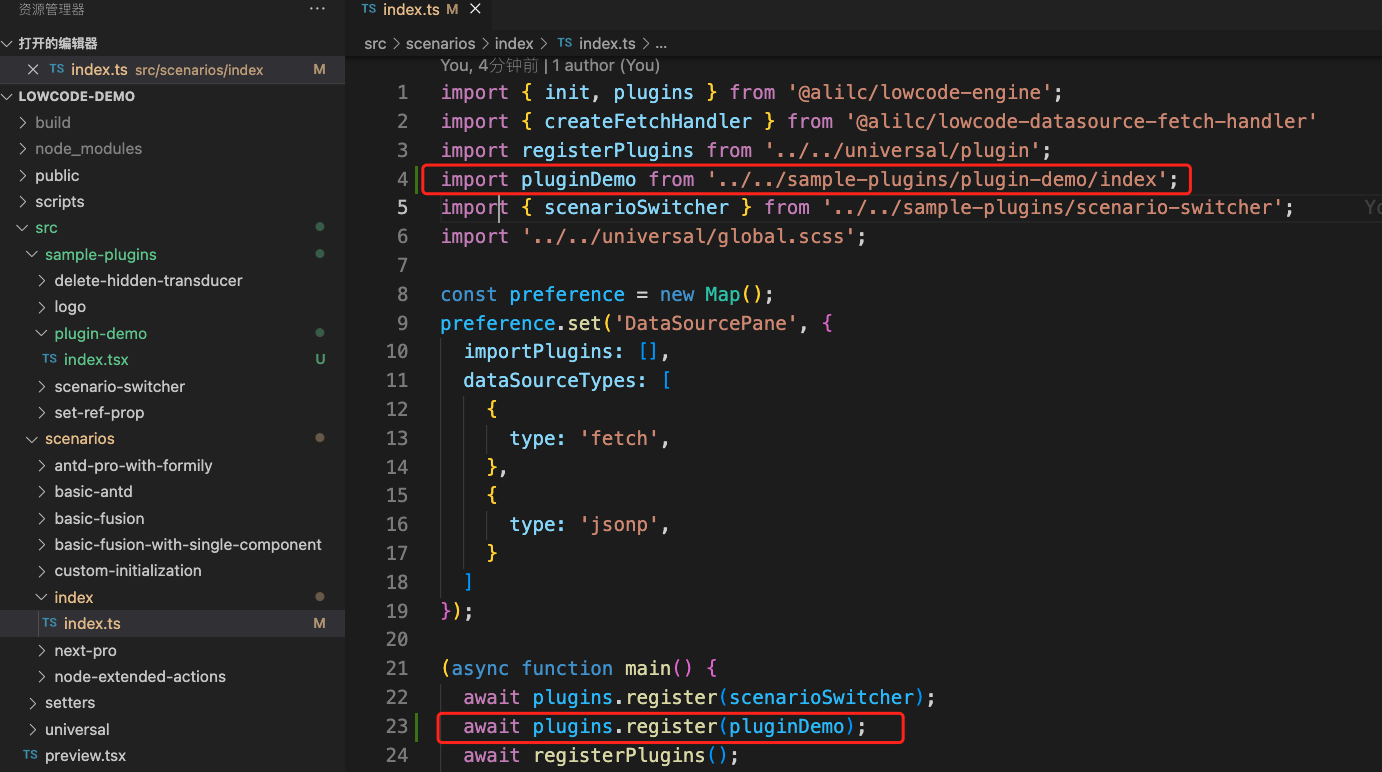 资源管理器
···
打开的编辑器
TS index.ts src/scenarios/index M
LOWCODE-DEMO
build
node_modules
public
scripts
src
sample-plugins
delete-hidden-transducer
logo
plugin-demo
TS index.tsx U
scenario-switcher
set-ref-prop
scenarios
antd-pro-with-formily
basic-antd
basic-fusion
basic-fusion-with-single-component
custom-initialization
index
TS index.ts M
next-pro
node-extended-actions
setters
universal
TS preview.tsx
TS index.ts M
src > scenarios > index > TS index.ts > ...
You, 4分钟前 | 1 author (You)
1 import { init, plugins } from '@alilc/lowcode-engine';
2 import { createFetchHandler } from '@alilc/lowcode-datasource-fetch-handler'
3 import registerPlugins from '../../universal/plugin';
4 import pluginDemo from '../../sample-plugins/plugin-demo/index';
5 import { scenarioSwitcher } from '../../sample-plugins/scenario-switcher';
6 import '../../universal/global.scss';
7
8 const preference = new Map();
9 preference.set('DataSourcePane', {
10 importPlugins: [],
11 dataSourceTypes: [
12 {
13 type: 'fetch',
14 },
15 {
16 type: 'jsonp',
17 }
18 ]
19 });
20
21 (async function main() {
22 await plugins.register(scenarioSwitcher);
23 await plugins.register(pluginDemo);
24 await registerPlugins();